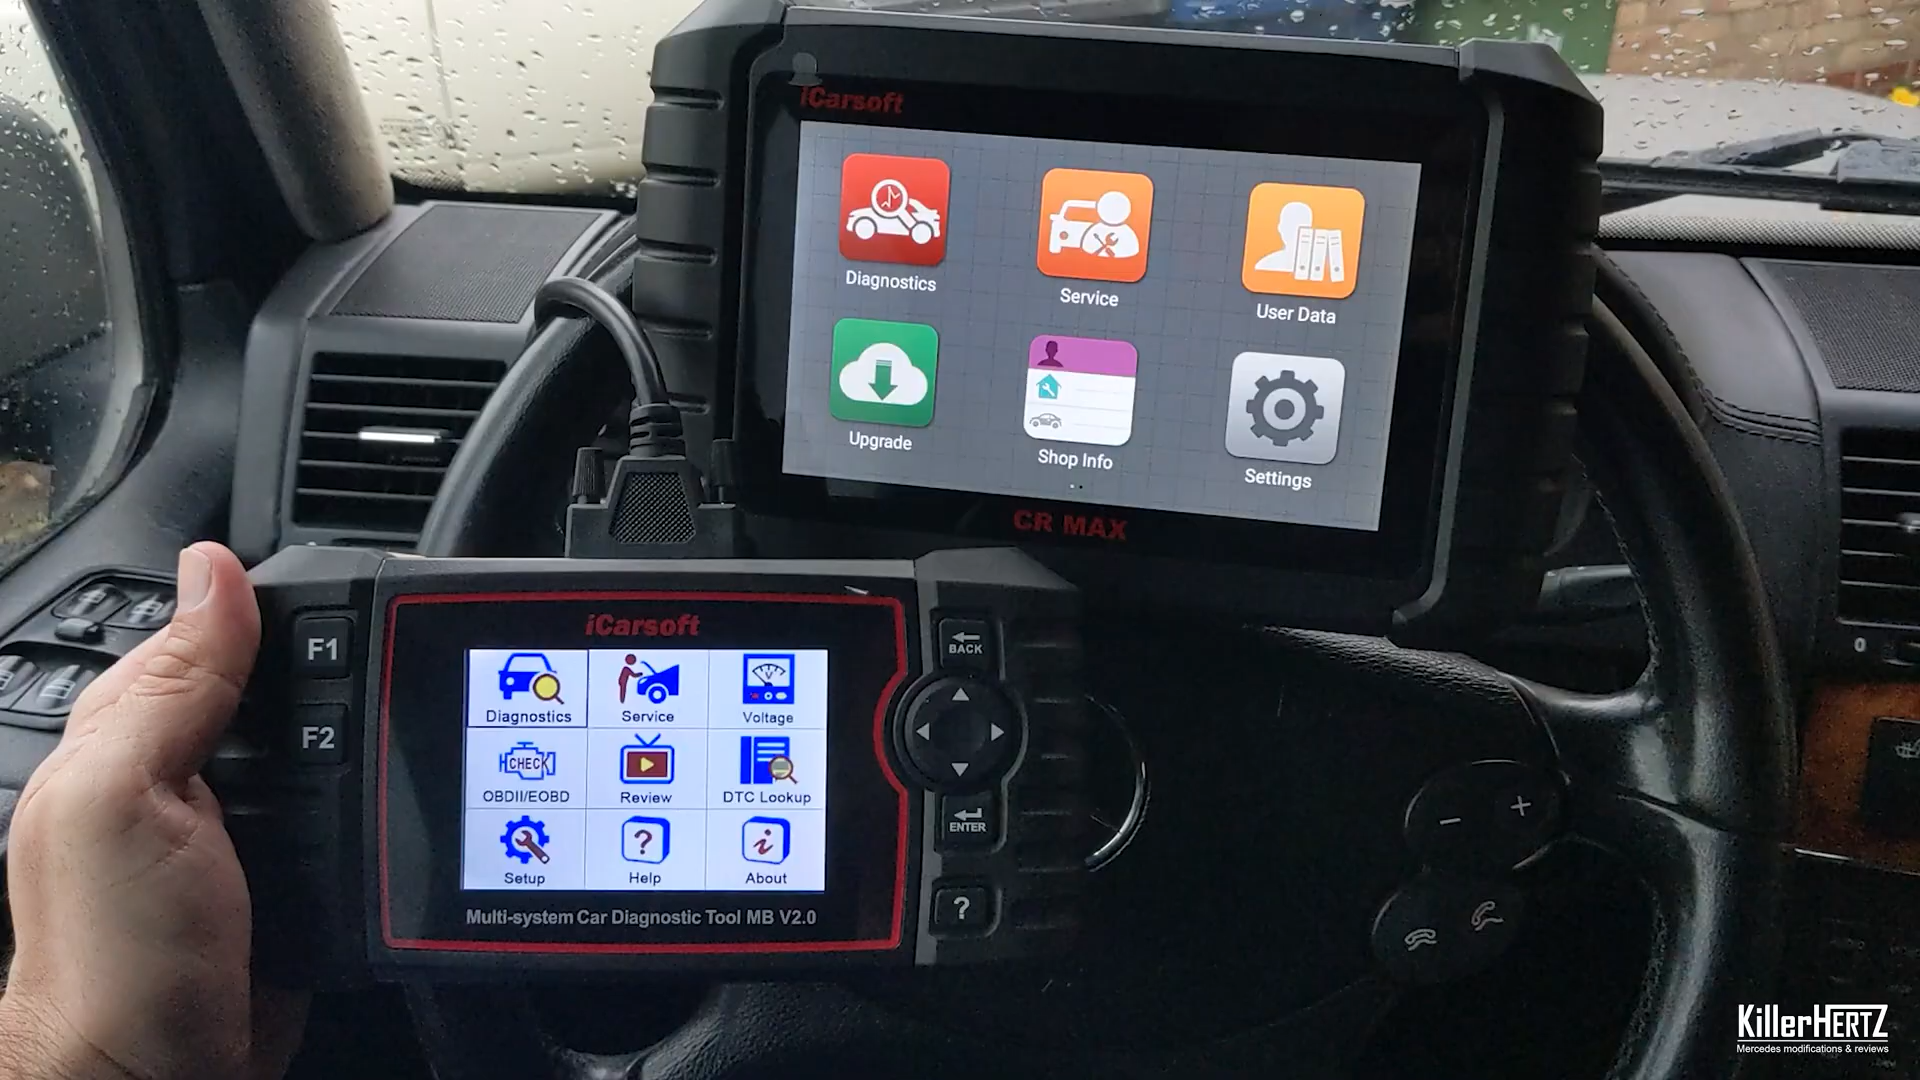 iCarsoft
Diagnostics
Service
User Data
Upgrade
Shop Info
Settings
CR MAX
iCarsoft
F1
F2
Diagnostics
Service
Voltage
V
CHECK
OBDII/EOBD
Review
DTC Lookup
?
i
Setup
Help
About
Multi-system Car Diagnostic Tool MB V2.0
BACK
ENTER
?
0
- +
KillerHERTZ
Mercedes modifications & reviews